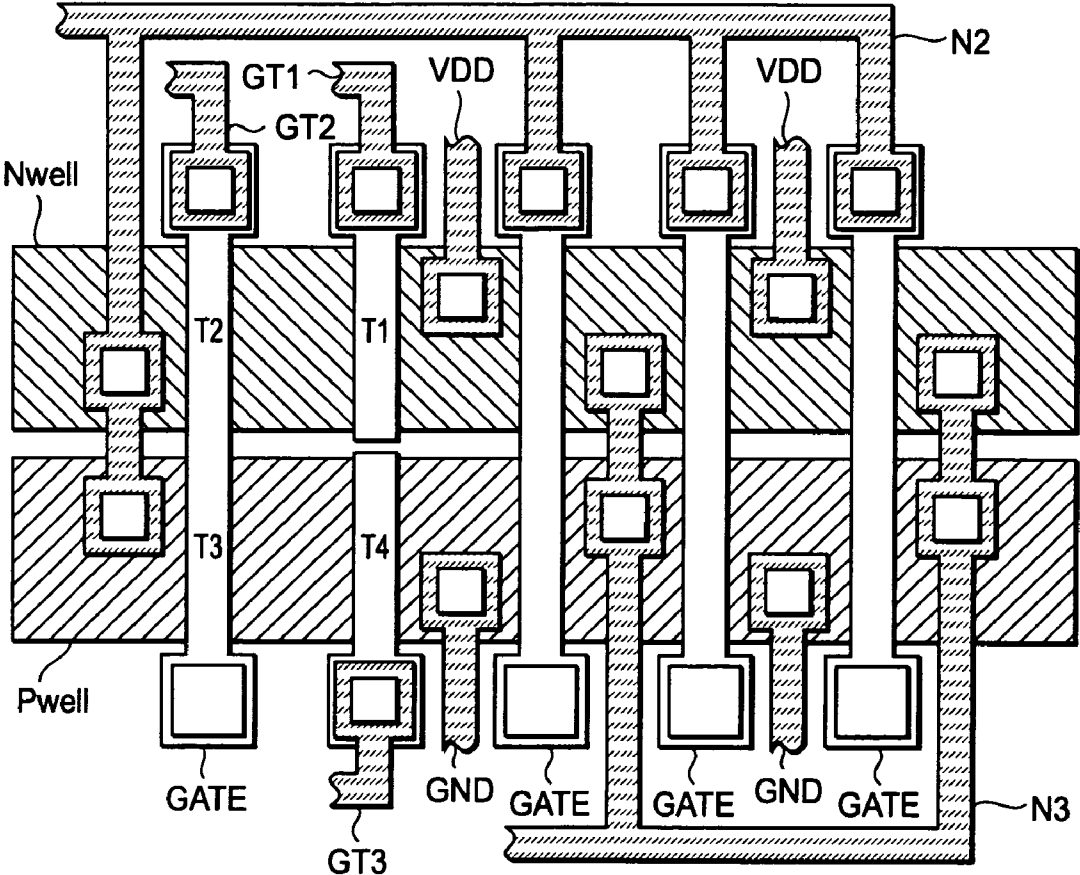 N2
GT1
VDD
VDD
GT2
Nwell
T2
T1
T3
T4
Pwell
GATE
GND
GATE
GATE
GND
GATE
N3
GT3